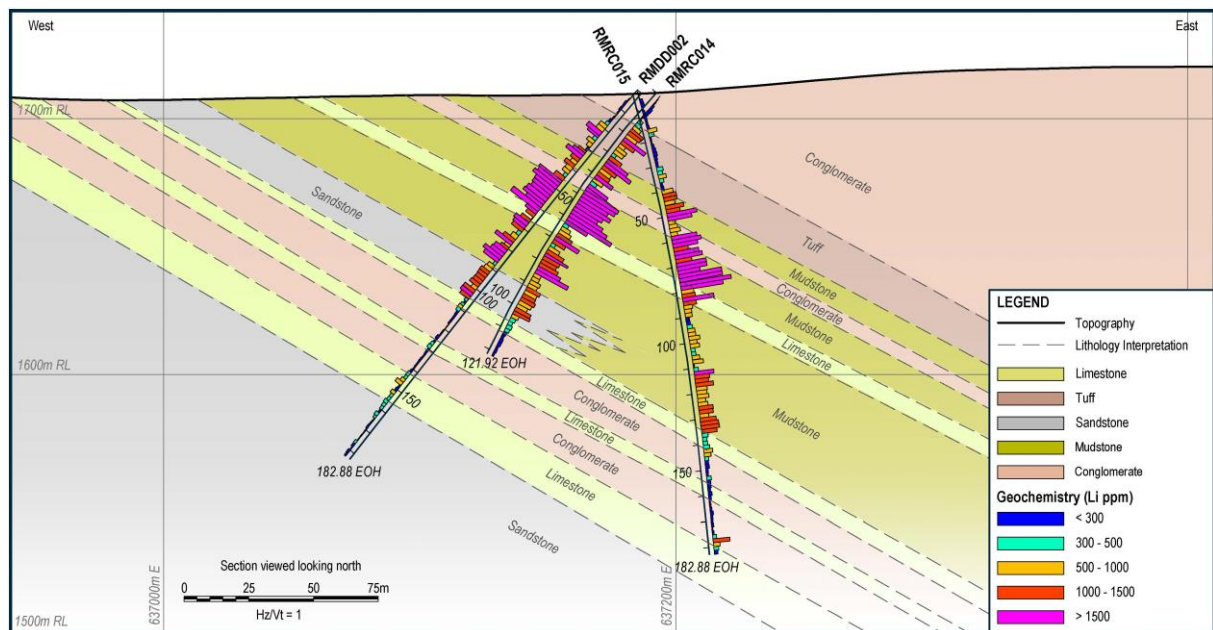 West
East
RMRC015
RMDD002
RMRC014
1700m RL
Conglomerate
Sandstone
50
50
Tuff
Mudstone
Conglomerate
Mudstone
Limestone
100
100
100
121.92 EOH
1600m RL
Limestone
Conglomerate
Limestone
Conglomerate
Limestone
Mudstone
150
150
182.88 EOH
Sandstone
182.88 EOH
Section viewed looking north
0 25 50 75m
Hz/Vt = 1
637000m E
637200m E
1500m RL
LEGEND
Topography
Lithology Interpretation
Limestone
Tuff
Sandstone
Mudstone
Conglomerate
Geochemistry (Li ppm)
< 300
300 - 500
500 - 1000
1000 - 1500
> 1500